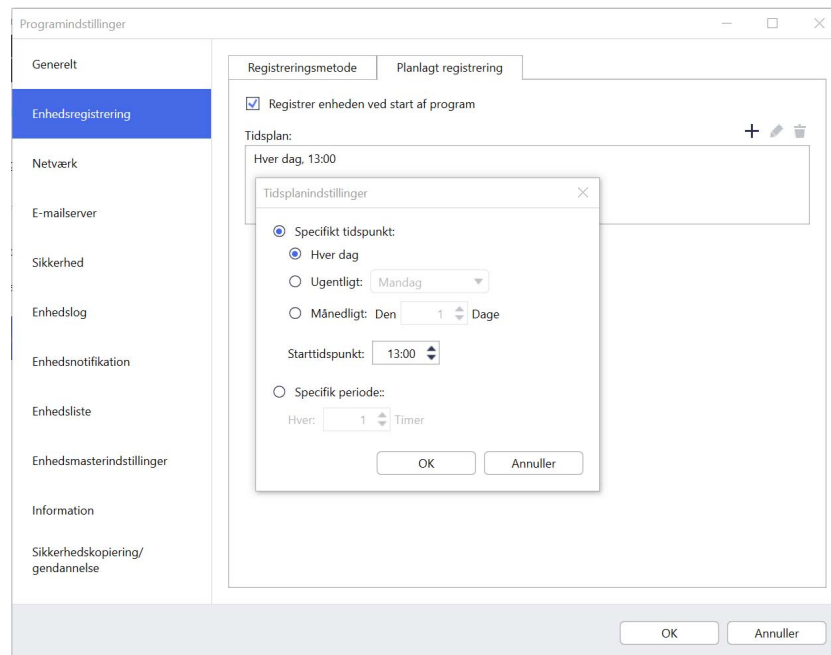 Programindstillinger
Generelt
Enhedsregistrering
Netværk
E-mailserver
Sikkerhed
Enhedslog
Enhedsnotifikation
Enhedsliste
Enhedsmasterindstillinger
Information
Sikkerhedskopiering/
gendannelse
Registreringsmetode
Planlagt registrering
Registrer enheden ved start af program
Tidsplan:
Hver dag, 13:00
Tidsplanindstillinger
Specifikt tidspunkt:
Hver dag
Ugentligt: Mandag
Månedligt: Den 1 Dage
Starttidspunkt: 13:00
Specifik periode::
Hver: 1 Timer
OK Annuller
OK Annuller